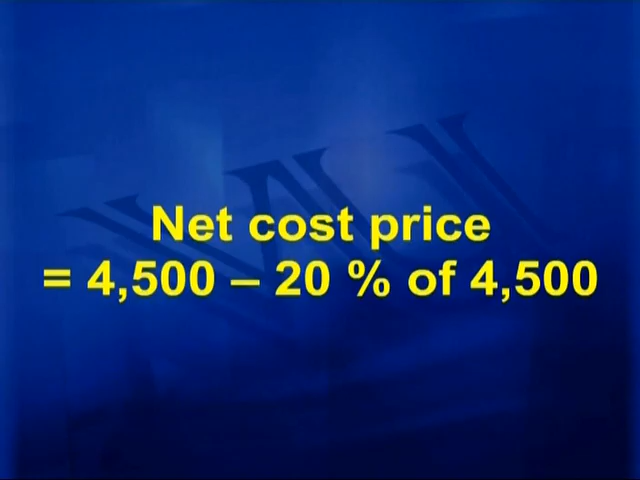 Net cost price
= 4,500 – 20 % of 4,500